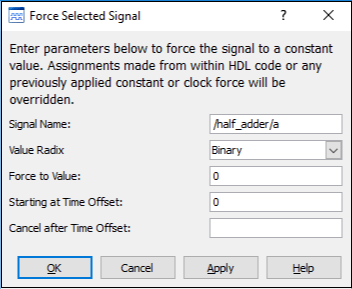 Force Selected Signal
?
Enter parameters below to force the signal to a constant
value. Assignments made from within HDL code or any
previously applied constant or clock force will be
overridden.
Signal Name: /half_adder/a
Value Radix Binary
Force to Value: 0
Starting at Time Offset: 0
Cancel after Time Offset:
OK Cancel Apply Help